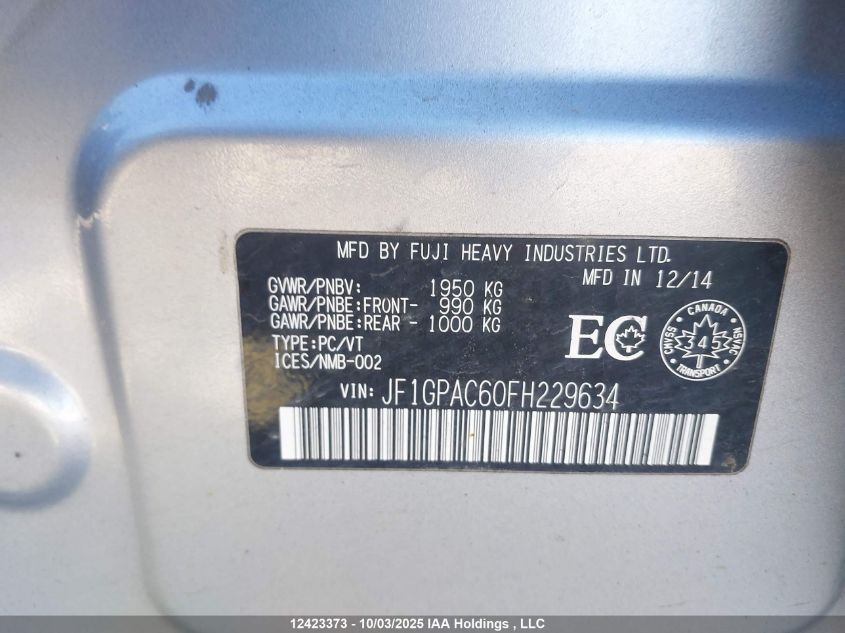 MFD BY FUJI HEAVY INDUSTRIES LTD.
MFD IN 12/14
GVWR/PNBV: 1950 KG
GAWR/PNBE:FRONT- 990 KG
GAWR/PNBE:REAR - 1000 KG
TYPE:PC/VT
ICES/NMB-002
EC
CANADA
CMVSS
345
NSVAC
TRANSPORT
VIN: JF1GPAC60FH229634
12423373 - 10/03/2025 IAA Holdings , LLC